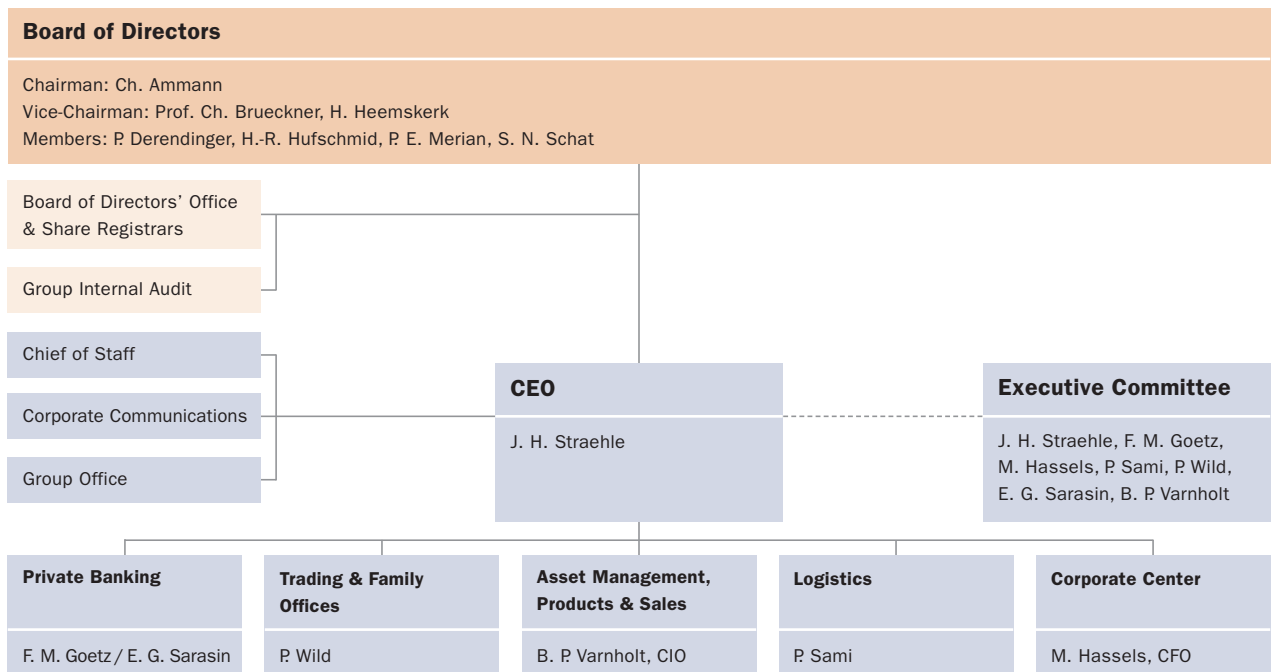 Board of Directors
Chairman: Ch. Ammann
Vice-Chairman: Prof. Ch. Brueckner, H. Heemskerk
Members: P. Derendinger, H.-R. Hufschmid, P. E. Merian, S. N. Schat
Board of Directors’ Office
& Share Registrars
Group Internal Audit
Chief of Staff
Corporate Communications
Group Office
CEO
J. H. Straehle
Executive Committee
J. H. Straehle, F. M. Goetz,
M. Hassels, P. Sami, P. Wild,
E. G. Sarasin, B. P. Varnholt
Private Banking
F. M. Goetz / E. G. Sarasin
Trading & Family
Offices
P. Wild
Asset Management,
Products & Sales
B. P. Varnholt, CIO
Logistics
P. Sami
Corporate Center
M. Hassels, CFO